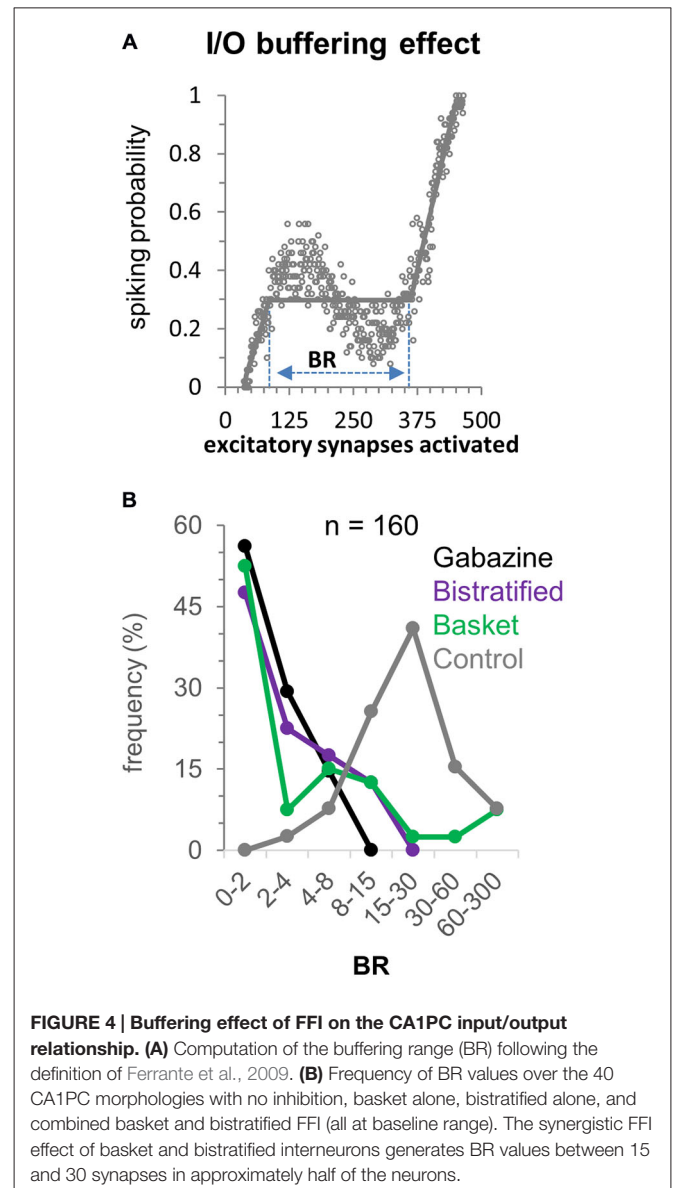 A I/O buffering effect
1
0.8
0.6
0.4
0.2
0
spiking probability
BR
0 125 250 375 500
excitatory synapses activated
B
60
45
30
15
0
frequency (%)
n = 160
Gabazine
Bistratified
Basket
Control
0-2 2-4 4-8 8-15 15-30 30-60 60-300
BR
FIGURE 4 | Buffering effect of FFI on the CA1PC input/output
relationship. (A) Computation of the buffering range (BR) following the
definition of Ferrante et al., 2009. (B) Frequency of BR values over the 40
CA1PC morphologies with no inhibition, basket alone, bistratified alone, and
combined basket and bistratified FFI (all at baseline range). The synergistic FFI
effect of basket and bistratified interneurons generates BR values between 15
and 30 synapses in approximately half of the neurons.